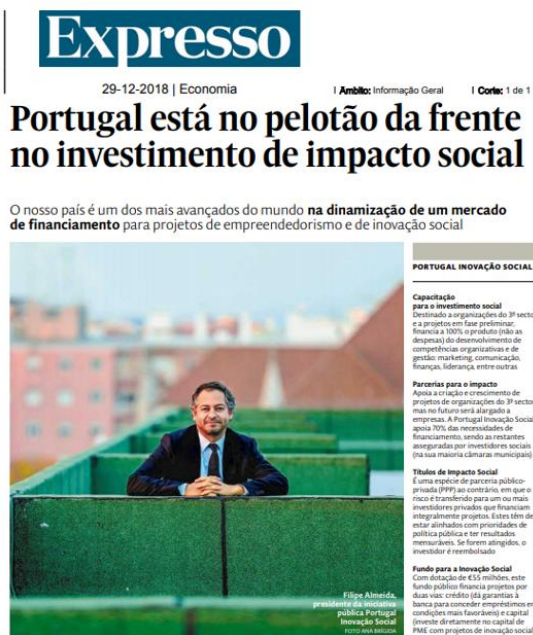 Expresso
29-12-2018 | Economia
| Âmbito: Informação Geral | Corte: 1 de 1
Portugal está no pelotão da frente
no investimento de impacto social
O nosso país é um dos mais avançados do mundo na dinamização de um mercado
de financiamento para projetos de empreendedorismo e de inovação social
PORTUGAL INOVAÇÃO SOCIAL
Capacitação
para o investimento social
Destinado a organizações do 3º secto
e a projetos em fase preliminar,
financia a 100% o produto (não as
despesas) do desenvolvimento de
competências organizativas e de
gestão: marketing, comunicação,
finanças, liderança, entre outras
Parcerias para o impacto
Apoia a criação e crescimento de
projetos de organizações do 3º sector
mas no futuro será alargado a
empresas. A Portugal Inovação Social
apoia 70% das necessidades de
financiamento, sendo as restantes
asseguradas por investidores sociais
(na sua maioria câmaras municipais)
Títulos de Impacto Social
É uma espécie de parceria público-
privada (PPP) ao contrário, em que o
risco é transferido para um ou mais
investidores privados que financiam
integralmente projetos. Estes têm de
estar alinhados com prioridades de
política pública e ter resultados
mensuráveis. Se forem atingidos, o
investidor é reembolsado
Fundo para a Inovação Social
Com dotação de €55 milhões, este
fundo público financia projetos por
duas vias: crédito (dá garantias à
banca para conceder empréstimos em
condições mais favoráveis) e capital
(investe diretamente no capital de
PME com projetos de inovação social
Filipe Almeida,
presidente da iniciativa
pública Portugal
Inovação Social
FOTO ANA BRÍGIDA